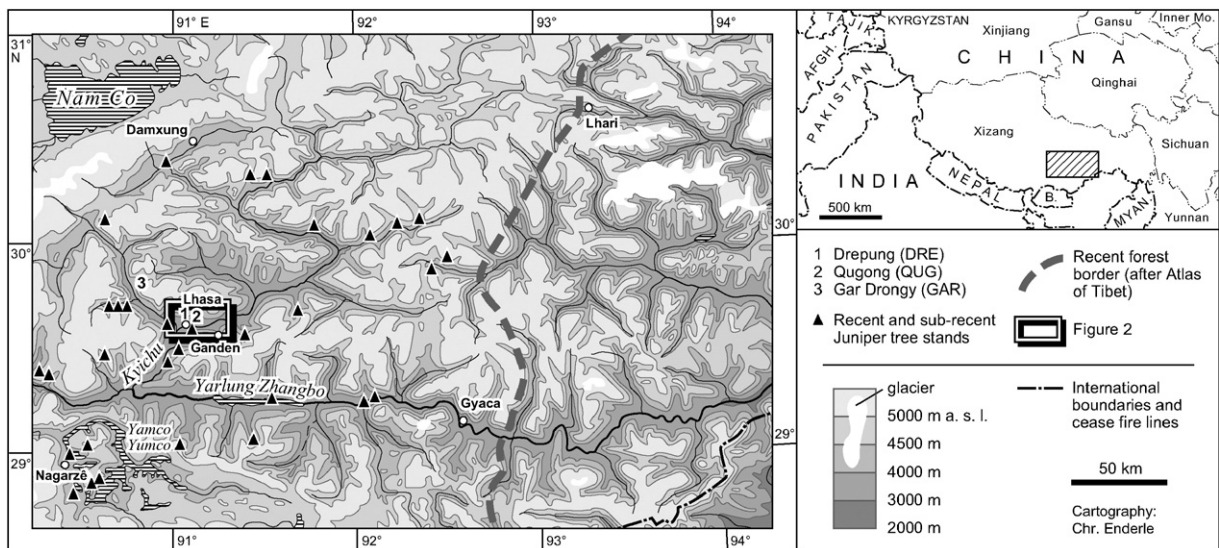 91° E
92°
93°
94°
31°
N
31°
Nam Co
Damxung
Lhari
30°
30°
3
Lhasa
1 2
Ganden
Kyichu
Yarlung Zhangbo
Gyaca
Yamco
Yumco
Nagarzê
29°
29°
91°
92°
93°
94°
TAJIK.
KYRGYZSTAN
Xinjiang
Gansu
Inner Mo.
AFGH.
CHINA
Qinghai
PAKISTAN
Xizang
Sichuan
INDIA
NEPAL
B.
MYAN.
Yunnan
500 km
1 Drepung (DRE)
2 Qugong (QUG)
3 Gar Drongy (GAR)
Recent and sub-recent
Juniper tree stands
Recent forest
border (after Atlas
of Tibet)
Figure 2
glacier
5000 m a. s. l.
4500 m
4000 m
3000 m
2000 m
International
boundaries and
cease fire lines
50 km
Cartography:
Chr. Enderle